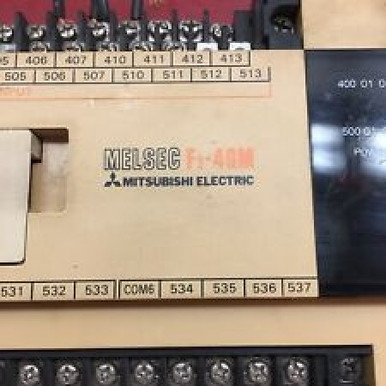 05 406 407 410 411 412 413
505 506 507 510 511 512 513
400 01 0
MELSEC F₂-40M
500 01
MITSUBISHI ELECTRIC
531 532 533 COM6 534 535 536 537